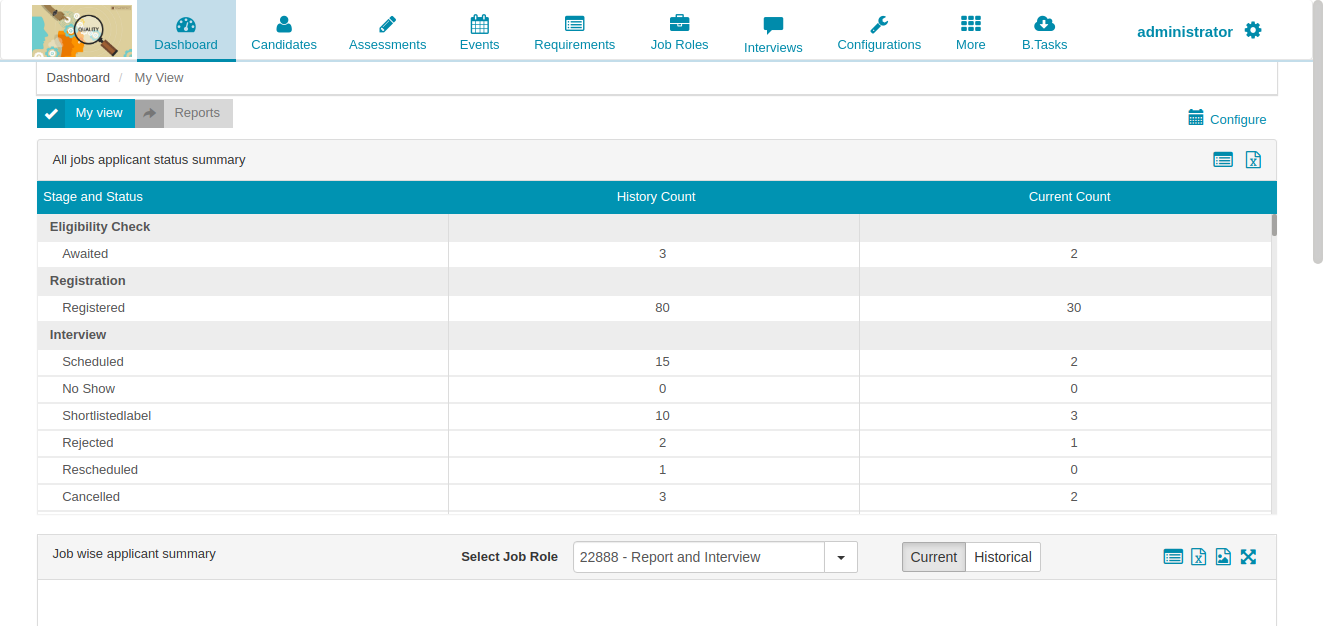 QUALITY
Dashboard
Candidates
Assessments
Events
Requirements
Job Roles
Interviews
Configurations
More
B.Tasks
administrator
Dashboard / My View
My view
Reports
Configure
All jobs applicant status summary
Stage and Status History Count Current Count
Eligibility Check
Awaited 3 2
Registration
Registered 80 30
Interview
Scheduled 15 2
No Show 0 0
Shortlistedlabel 10 3
Rejected 2 1
Rescheduled 1 0
Cancelled 3 2
Job wise applicant summary Select Job Role 22888 - Report and Interview Current Historical